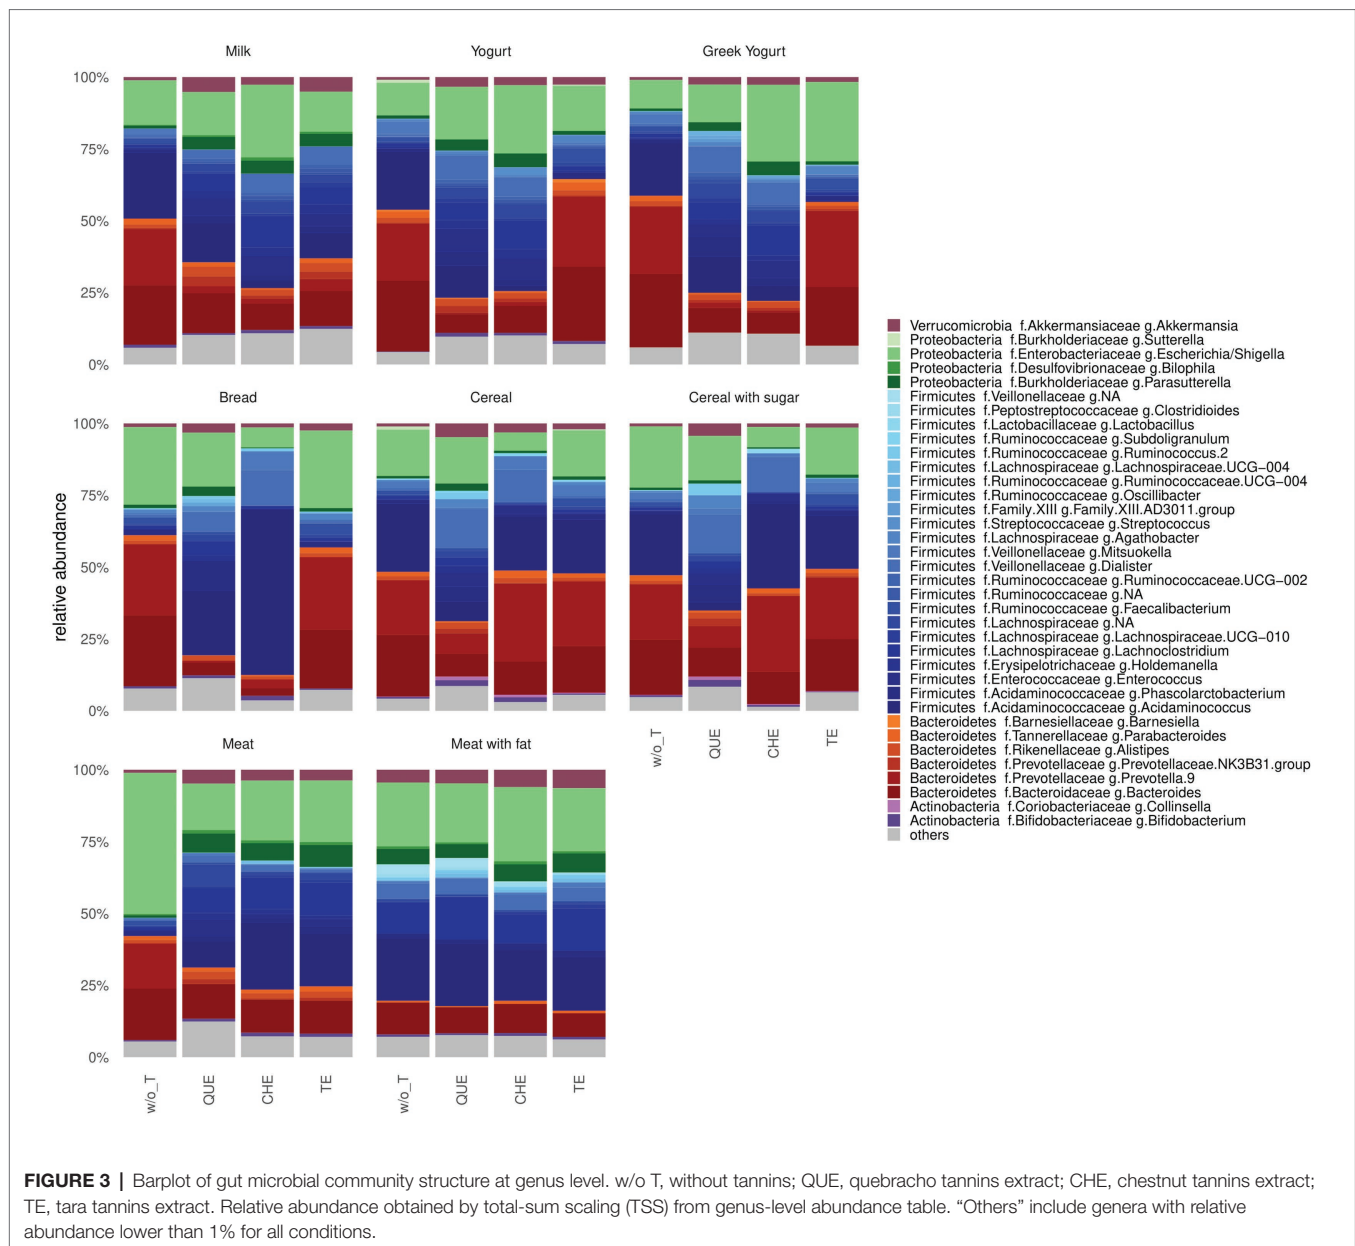 Milk
Yogurt
Greek Yogurt
100%
75%
50%
25%
0%
Bread
Cereal
Cereal with sugar
100%
75%
50%
25%
0%
relative abundance
w/o_T
QUE
CHE
TE
Meat
Meat with fat
100%
75%
50%
25%
0%
w/o_T
QUE
CHE
TE
w/o_T
QUE
CHE
TE
Verrucomicrobia f.Akkermansiaceae g.Akkermansia
Proteobacteria f.Burkholderiaceae g.Sutterella
Proteobacteria f.Enterobacteriaceae g.Escherichia/Shigella
Proteobacteria f.Desulfovibrionaceae g.Bilophila
Proteobacteria f.Burkholderiaceae g.Parasutterella
Firmicutes f.Veillonellaceae g.NA
Firmicutes f.Peptostreptococcaceae g.Clostridioides
Firmicutes f.Lactobacillaceae g.Lactobacillus
Firmicutes f.Ruminococcaceae g.Subdoligranulum
Firmicutes f.Ruminococcaceae g.Ruminococcus.2
Firmicutes f.Lachnospiraceae g.Lachnospiraceae.UCG−004
Firmicutes f.Ruminococcaceae g.Ruminococcaceae.UCG−004
Firmicutes f.Ruminococcaceae g.Oscillibacter
Firmicutes f.Family.XIII g.Family.XIII.AD3011.group
Firmicutes f.Streptococcaceae g.Streptococcus
Firmicutes f.Lachnospiraceae g.Agathobacter
Firmicutes f.Veillonellaceae g.Mitsuokella
Firmicutes f.Veillonellaceae g.Dialister
Firmicutes f.Ruminococcaceae g.Ruminococcaceae.UCG−002
Firmicutes f.Ruminococcaceae g.NA
Firmicutes f.Ruminococcaceae g.Faecalibacterium
Firmicutes f.Lachnospiraceae g.NA
Firmicutes f.Lachnospiraceae g.Lachnospiraceae.UCG−010
Firmicutes f.Lachnospiraceae g.Lachnoclostridium
Firmicutes f.Erysipelotrichaceae g.Holdemanella
Firmicutes f.Enterococcaceae g.Enterococcus
Firmicutes f.Acidaminococcaceae g.Phascolarctobacterium
Firmicutes f.Acidaminococcaceae g.Acidaminococcus
Bacteroidetes f.Barnesiellaceae g.Barnesiella
Bacteroidetes f.Tannerellaceae g.Parabacteroides
Bacteroidetes f.Rikenellaceae g.Alistipes
Bacteroidetes f.Prevotellaceae g.Prevotellaceae.NK3B31.group
Bacteroidetes f.Prevotellaceae g.Prevotella.9
Bacteroidetes f.Bacteroidaceae g.Bacteroides
Actinobacteria f.Coriobacteriaceae g.Collinsella
Actinobacteria f.Bifidobacteriaceae g.Bifidobacterium
others
FIGURE 3 | Barplot of gut microbial community structure at genus level. w/o T, without tannins; QUE, quebracho tannins extract; CHE, chestnut tannins extract;
TE, tara tannins extract. Relative abundance obtained by total-sum scaling (TSS) from genus-level abundance table. “Others” include genera with relative
abundance lower than 1% for all conditions.